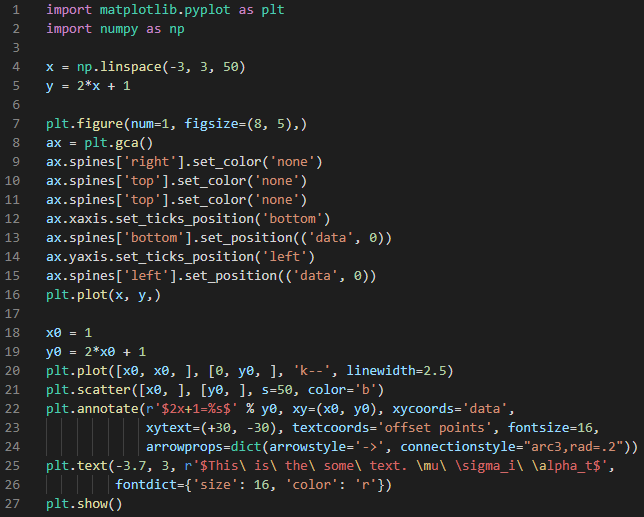 1 import matplotlib.pyplot as plt
2 import numpy as np
3
4 x = np.linspace(-3, 3, 50)
5 y = 2*x + 1
6
7 plt.figure(num=1, figsize=(8, 5),)
8 ax = plt.gca()
9 ax.spines['right'].set_color('none')
10 ax.spines['top'].set_color('none')
11 ax.spines['top'].set_color('none')
12 ax.xaxis.set_ticks_position('bottom')
13 ax.spines['bottom'].set_position(('data', 0))
14 ax.yaxis.set_ticks_position('left')
15 ax.spines['left'].set_position(('data', 0))
16 plt.plot(x, y,)
17
18 x0 = 1
19 y0 = 2*x0 + 1
20 plt.plot([x0, x0, ], [0, y0, ], 'k--', linewidth=2.5)
21 plt.scatter([x0, ], [y0, ], s=50, color='b')
22 plt.annotate(r'$2x+1=%s$' % y0, xy=(x0, y0), xycoords='data',
23              xytext=(+30, -30), textcoords='offset points', fontsize=16,
24              arrowprops=dict(arrowstyle='->', connectionstyle="arc3,rad=.2"))
25 plt.text(-3.7, 3, r'$This\ is\ the\ some\ text. \mu\ \sigma_i\ \alpha_t$',
26          fontdict={'size': 16, 'color': 'r'})
27 plt.show()